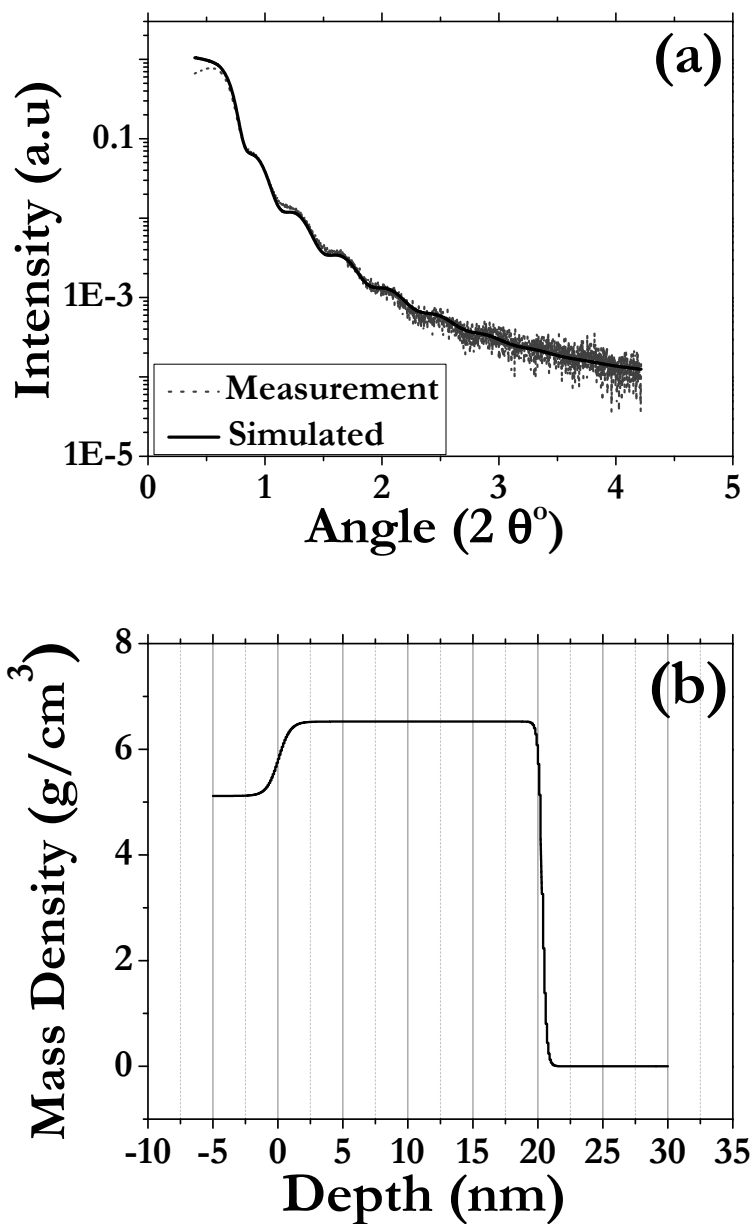 (a)
Intensity (a.u)
0.1
1E-3
1E-5
Measurement
Simulated
0 1 2 3 4 5
Angle (2 θ°)
(b)
Mass Density (g/cm³)
8
6
4
2
0
-10 -5 0 5 10 15 20 25 30 35
Depth (nm)